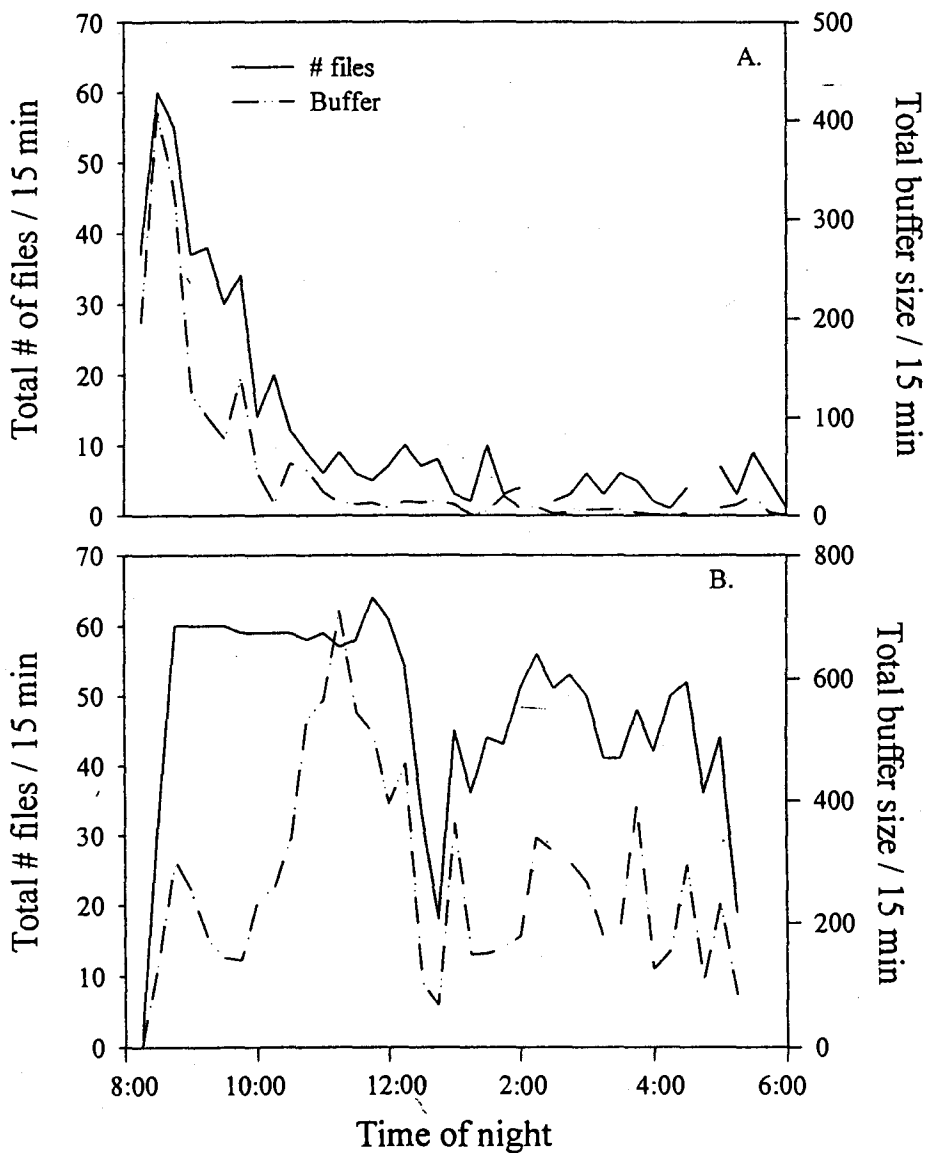 70
60
50
40
30
20
10
0
Total # of files / 15 min
# files
Buffer
A.
500
400
300
200
100
0
Total buffer size / 15 min
70
60
50
40
30
20
10
0
Total # files / 15 min
B.
800
600
400
200
0
Total buffer size / 15 min
8:00 10:00 12:00 2:00 4:00 6:00
Time of night